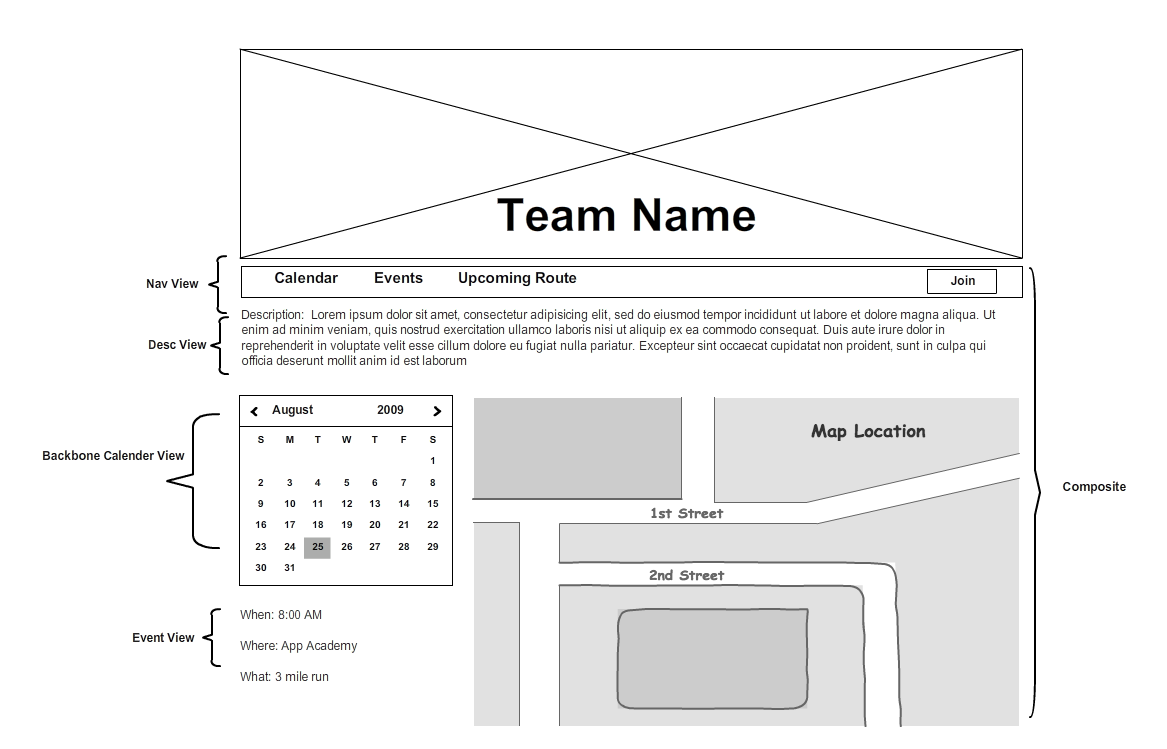 Team Name
Nav View
Calendar Events Upcoming Route Join
Desc View
Description: Lorem ipsum dolor sit amet, consectetur adipisicing elit, sed do eiusmod tempor incididunt ut labore et dolore magna aliqua. Ut
enim ad minim veniam, quis nostrud exercitation ullamco laboris nisi ut aliquip ex ea commodo consequat. Duis aute irure dolor in
reprehenderit in voluptate velit esse cillum dolore eu fugiat nulla pariatur. Excepteur sint occaecat cupidatat non proident, sunt in culpa qui
officia deserunt mollit anim id est laborum
Backbone Calender View
August 2009
S M T W T F S
1
2 3 4 5 6 7 8
9 10 11 12 13 14 15
16 17 18 19 20 21 22
23 24 25 26 27 28 29
30 31
Map Location
1st Street
2nd Street
Composite
Event View
When: 8:00 AM
Where: App Academy
What: 3 mile run